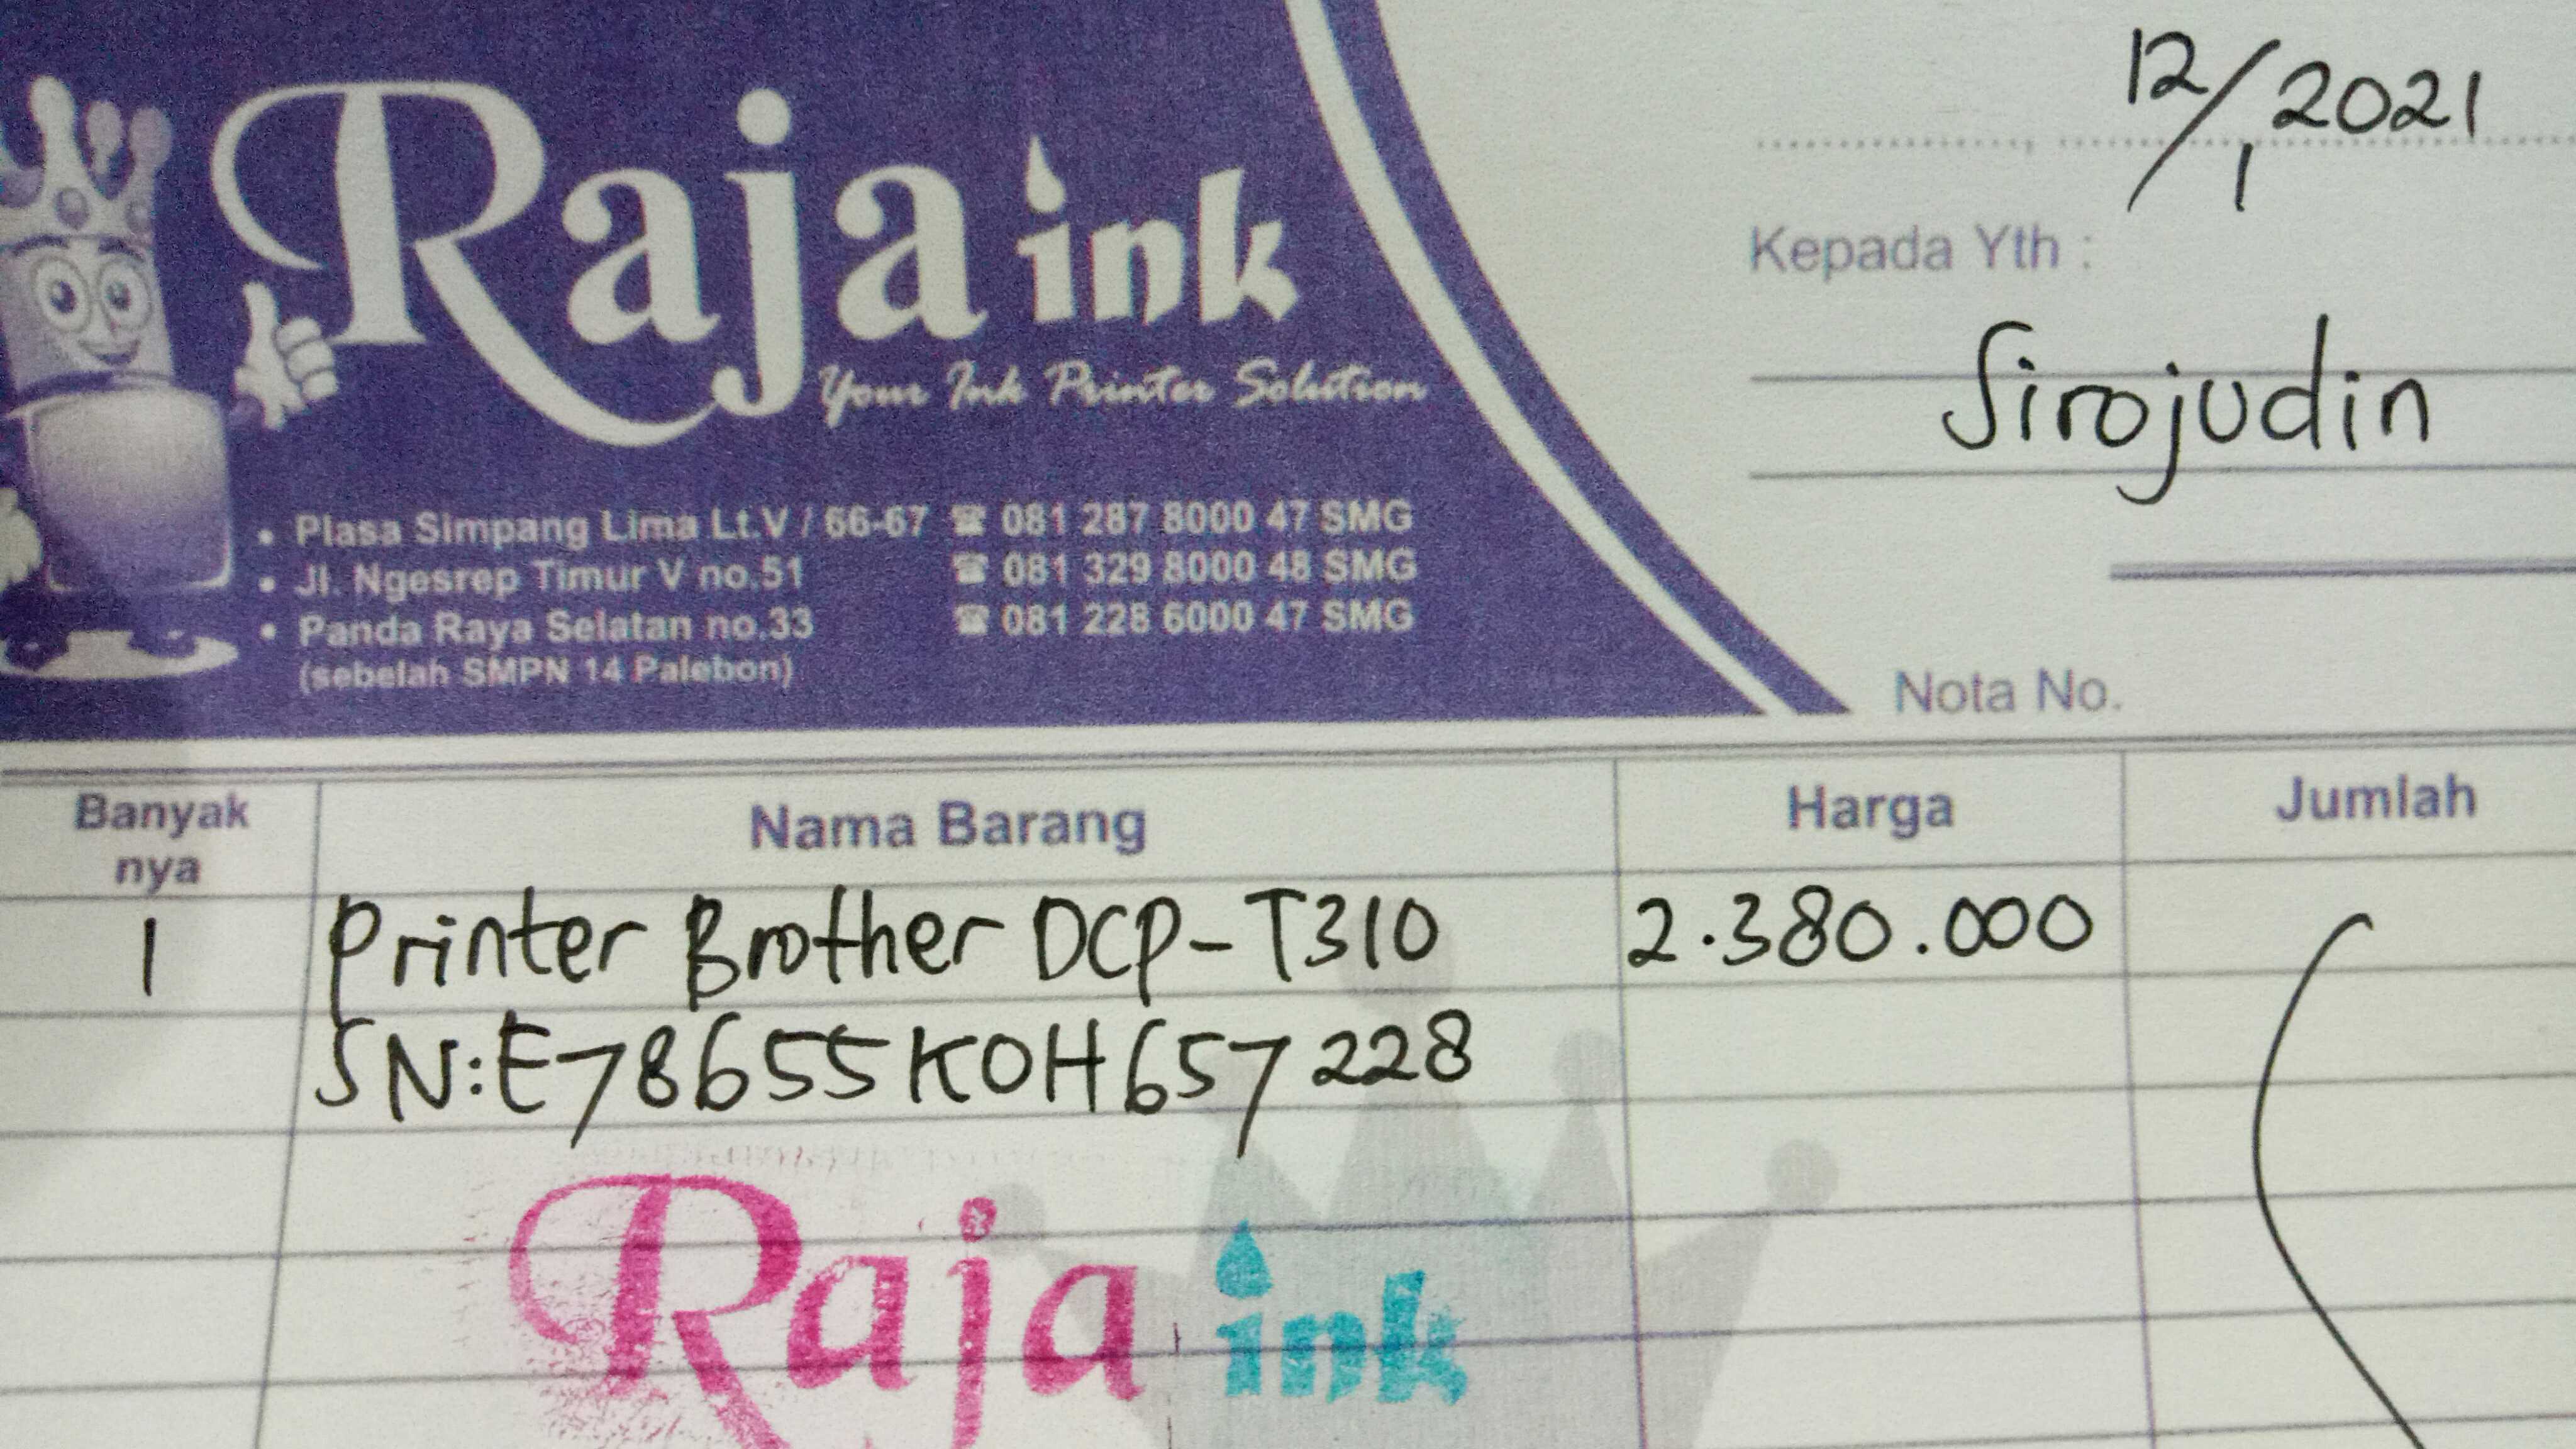 12/1 2021
Raja ink
Your Ink Printer Solution
Kepada Yth :
Sirojudin
• Plasa Simpang Lima Lt.V / 66-67 ☎ 081 287 8000 47 SMG
• Jl. Ngesrep Timur V no.51 ☎ 081 329 8000 48 SMG
• Panda Raya Selatan no.33 ☎ 081 228 6000 47 SMG
(sebelah SMPN 14 Palebon)
Nota No.
Banyak nya Nama Barang Harga Jumlah
1 Printer Brother DCP-T310 2.380.000
SN:E78655K0H657228
Raja ink